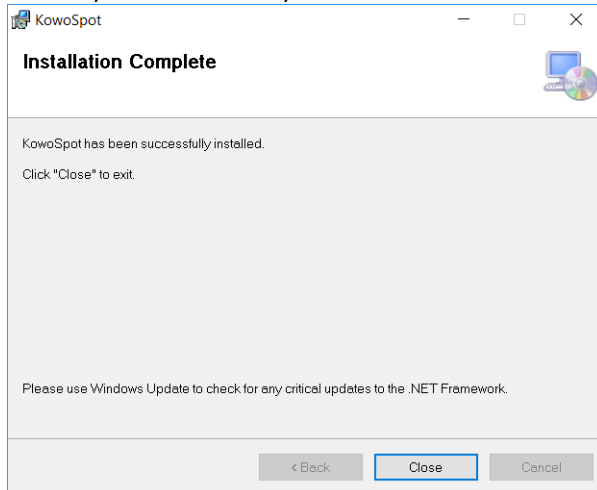 KowoSpot
Installation Complete
KowoSpot has been successfully installed.
Click "Close" to exit.
Please use Windows Update to check for any critical updates to the .NET Framework.
< Back Close Cancel